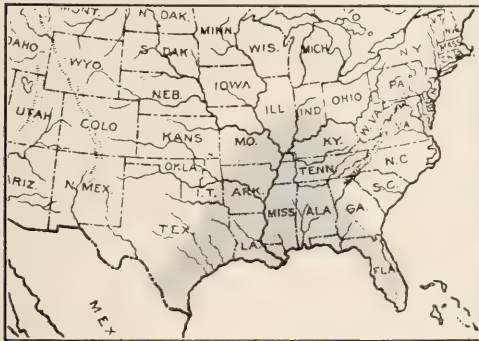 MONT.
N. DAK.
MINN.
WIS.
MICH.
N.Y.
VT.
N.H.
MASS
IDAHO
WYO.
S. DAK.
IOWA
NEB.
ILL
IND
OHIO
PA.
UTAH
COLO
KANS
MO.
KY.
W. VA.
VA.
OKLA.
I.T.
ARK.
TENN.
N.C
S.C.
ARIZ.
N. MEX.
TEX.
LA.
MISS
ALA
GA.
FLA
MEX